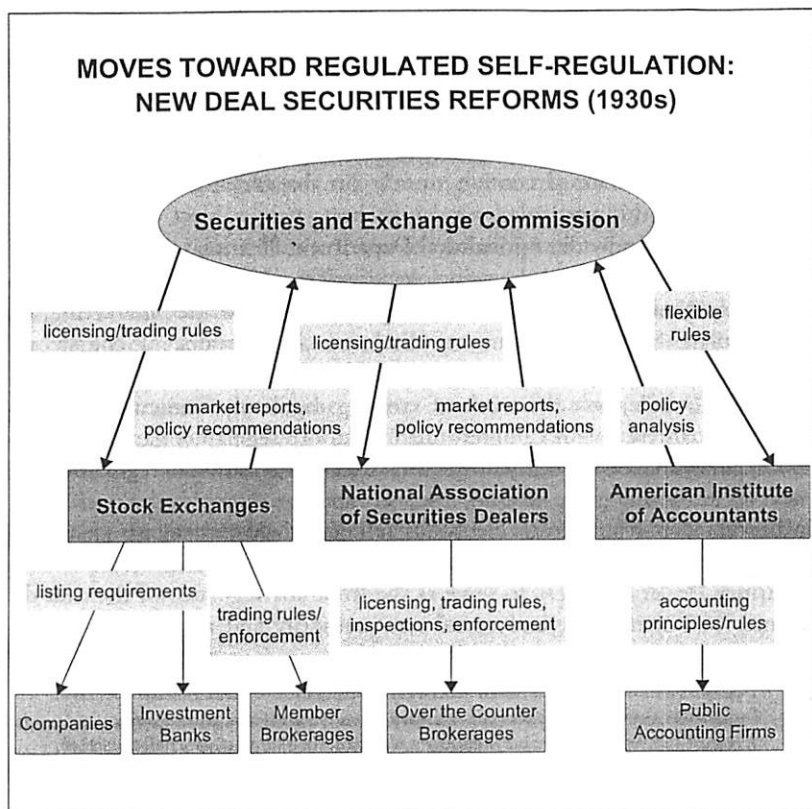 MOVES TOWARD REGULATED SELF-REGULATION:
NEW DEAL SECURITIES REFORMS (1930s)
Securities and Exchange Commission
licensing/trading rules
market reports,
policy recommendations
licensing/trading rules
market reports,
policy recommendations
policy
analysis
flexible
rules
Stock Exchanges
National Association
of Securities Dealers
American Institute
of Accountants
listing requirements
trading rules/
enforcement
licensing, trading rules,
inspections, enforcement
accounting
principles/rules
Companies
Investment
Banks
Member
Brokerages
Over the Counter
Brokerages
Public
Accounting Firms